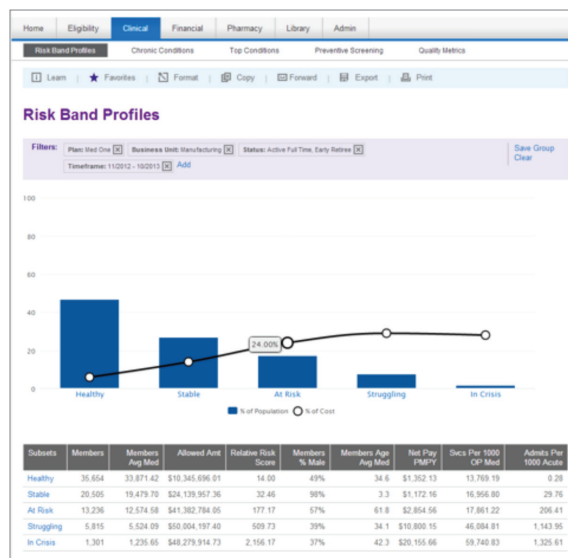 Home Eligibility Clinical Financial Pharmacy Library Admin
Risk Band Profiles Chronic Conditions Top Conditions Preventive Screening Quality Metrics
Learn Favorites Format Copy Forward Export Print
Risk Band Profiles
Filters: Plan: Med One Business Unit: Manufacturing Status: Active Full Time, Early Retiree Save Group
Timeframe: 11/2012 - 10/2013 Add Clear
100
80
60
40
20
0
24.00%
Healthy Stable At Risk Struggling In Crisis
% of Population % of Cost
Subsets Members Members Avg Med Allowed Amt Relative Risk Score Members % Male Members Age Avg Med Net Pay PMPY Svcs Per 1000 OP Med Admits Per 1000 Acute
Healthy 35,654 33,871.42 $10,345,696.01 14.00 49% 34.6 $1,352.13 13,769.19 0.28
Stable 20,505 19,479.70 $24,139,957.36 32.46 98% 3.3 $1,172.16 16,956.80 29.76
At Risk 13,236 12,574.58 $41,382,784.05 177.17 57% 61.8 $2,854.56 17,861.22 206.41
Struggling 5,815 5,524.09 $50,004,197.40 509.73 39% 34.1 $10,800.15 46,084.81 1,143.95
In Crisis 1,301 1,235.65 $48,279,914.73 2,156.17 37% 42.3 $20,155.66 59,740.83 1,325.61